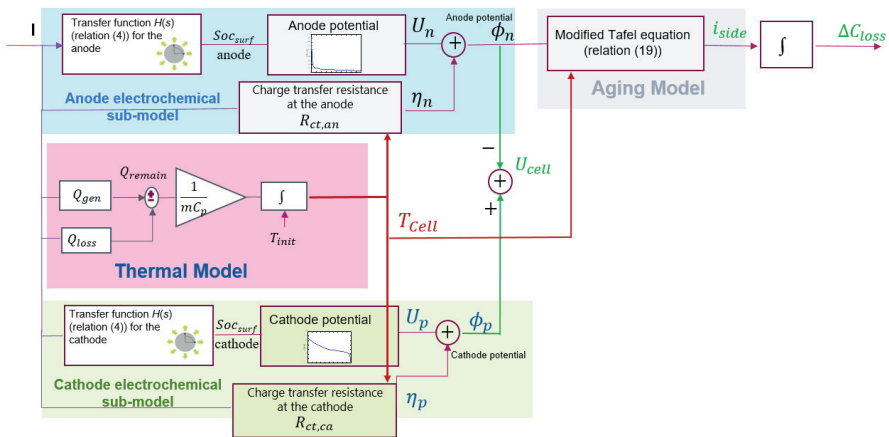 I
Transfer function H(s)
(relation (4)) for the
anode
Soc_surf
anode
Anode potential
U_n
Anode potential
ϕ_n
Modified Tafel equation
(relation (19))
i_side
∫
ΔC_loss
Aging Model
Anode electrochemical
sub-model
Charge transfer resistance
at the anode
R_ct,an
η_n
−
U_cell
+
+
Q_remain
Q_gen
±
1
mC_p
∫
Q_loss
T_init
T_Cell
Thermal Model
Transfer function H(s)
(relation (4)) for the
cathode
Soc_surf
cathode
Cathode potential
U_p
+
ϕ_p
Cathode potential
Cathode electrochemical
sub-model
Charge transfer resistance
at the cathode
R_ct,ca
η_p